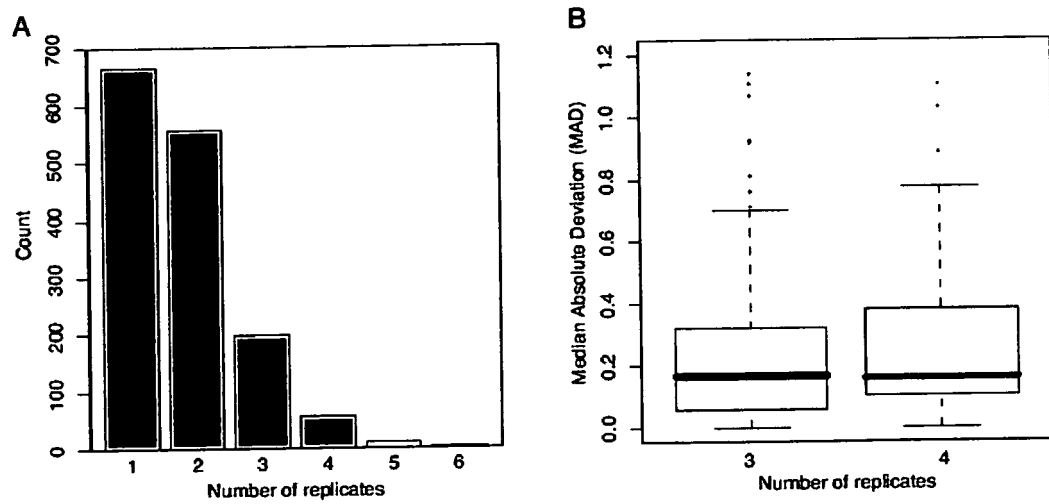 A
700
600
500
400
300
200
100
0
Count
1 2 3 4 5 6
Number of replicates
B
1.2
1.0
0.8
0.6
0.4
0.2
0.0
Median Absolute Deviation (MAD)
3 4
Number of replicates